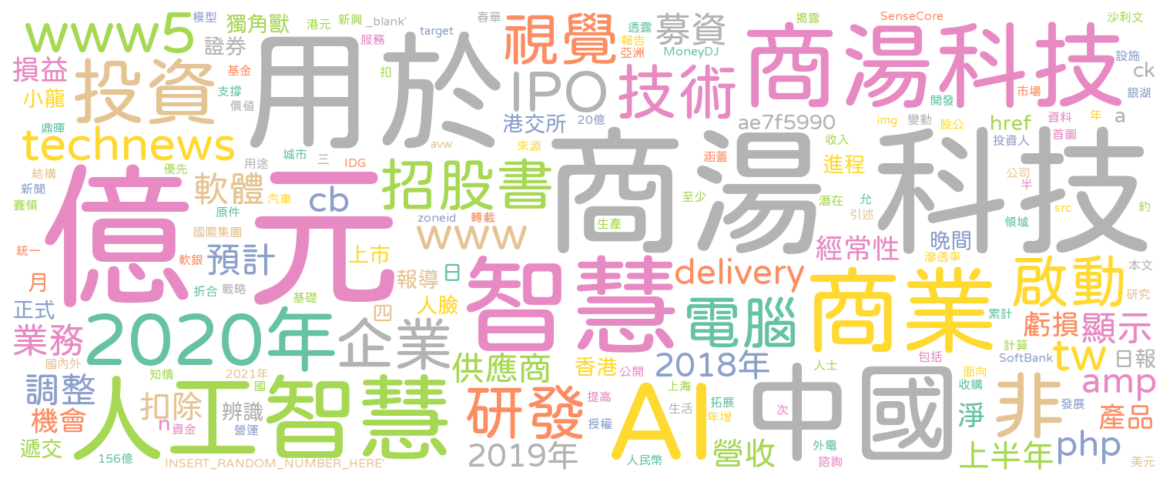 www5
獨角獸
模型
港元
新興
_blank'
target
春華
視覺
透露
募資
揭露
SenseCore
沙利文
證券
服務
報告
亞洲
MoneyDJ
商湯科技
設施
損益
投資
基金
用於
扣
IPO
技術
ck
小龍
支撐
價值
20億
開發
市場
銀湖
鼎暉
港交所
ae7f5990
img
變動
股公
href
資料
年
a
technews
城市
三
IDG
avw
來源
涵蓋
收入
投資人
首圖
結構
優先
用途
招股書
商湯科技
進程
公司
半
新聞
軟體
汽車
cb
至少
潛在
允
賽領
億元
原件
zoneid
轉載
生產
引述
src
約
領域
國際集團
www
經常性
晚間
統一
軟銀
預計
上市
智慧
delivery
滲透率
本文
月
折合
戰略
報導
日
商業
啟動
研究
正式
基礎
四
人臉
電腦
累計
虧損
顯示
業務
2020年
企業
計算
國內外
供應商
香港
2018年
包括
SoftBank
tw
日報
知情
2021年
公開
人士
面向
調整
人工智慧
國
上海
中國
收購
amp
機會
扣除
辨識
研發
提高
AI
生活
拓展
次
非
發展
淨
產品
n
資金
營運
授權
年增
遞交
156億
INSERT_RANDOM_NUMBER_HERE'
2019年
人民幣
營收
外電
諮詢
上半年
php
美元